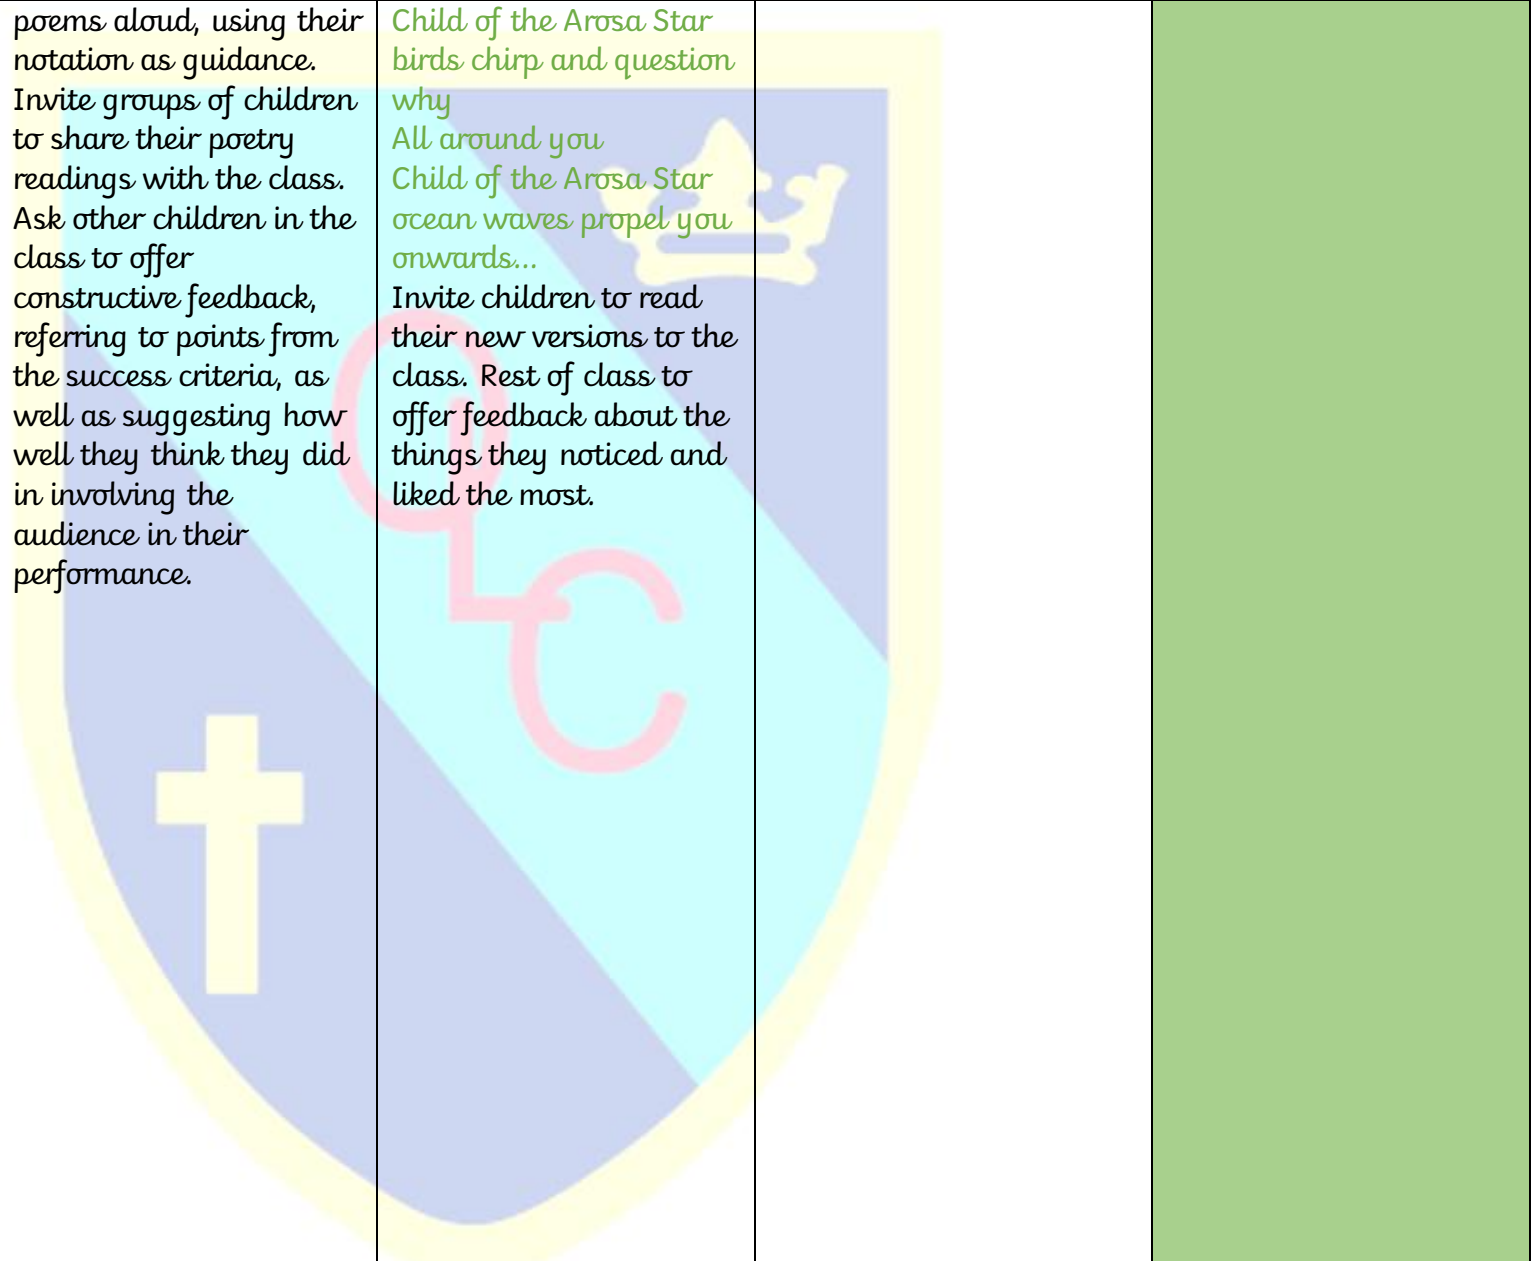 poems aloud, using their
notation as guidance.
Invite groups of children
to share their poetry
readings with the class.
Ask other children in the
class to offer
constructive feedback,
referring to points from
the success criteria, as
well as suggesting how
well they think they did
in involving the
audience in their
performance.
Child of the Arosa Star
birds chirp and question
why
All around you
Child of the Arosa Star
ocean waves propel you
onwards...
Invite children to read
their new versions to the
class. Rest of class to
offer feedback about the
things they noticed and
liked the most.
O
L
C